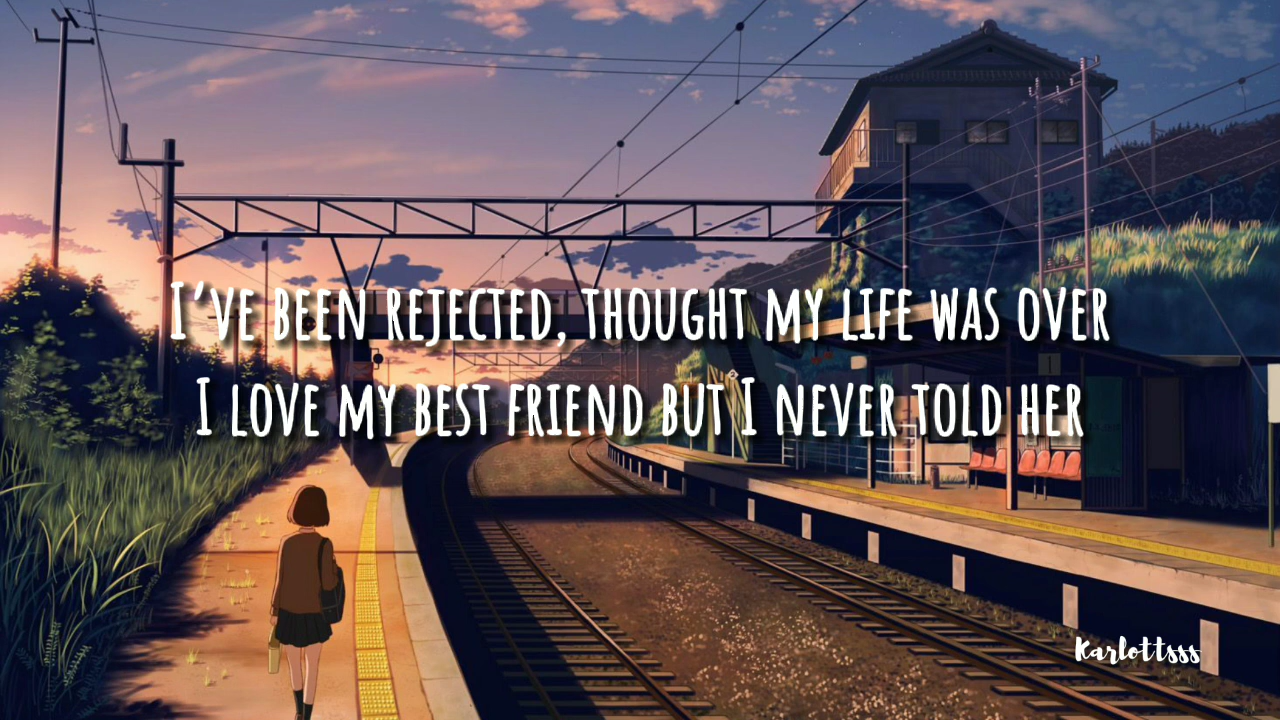 I've been rejected, thought my life was over
I love my best friend but I never told her
Karlottsss